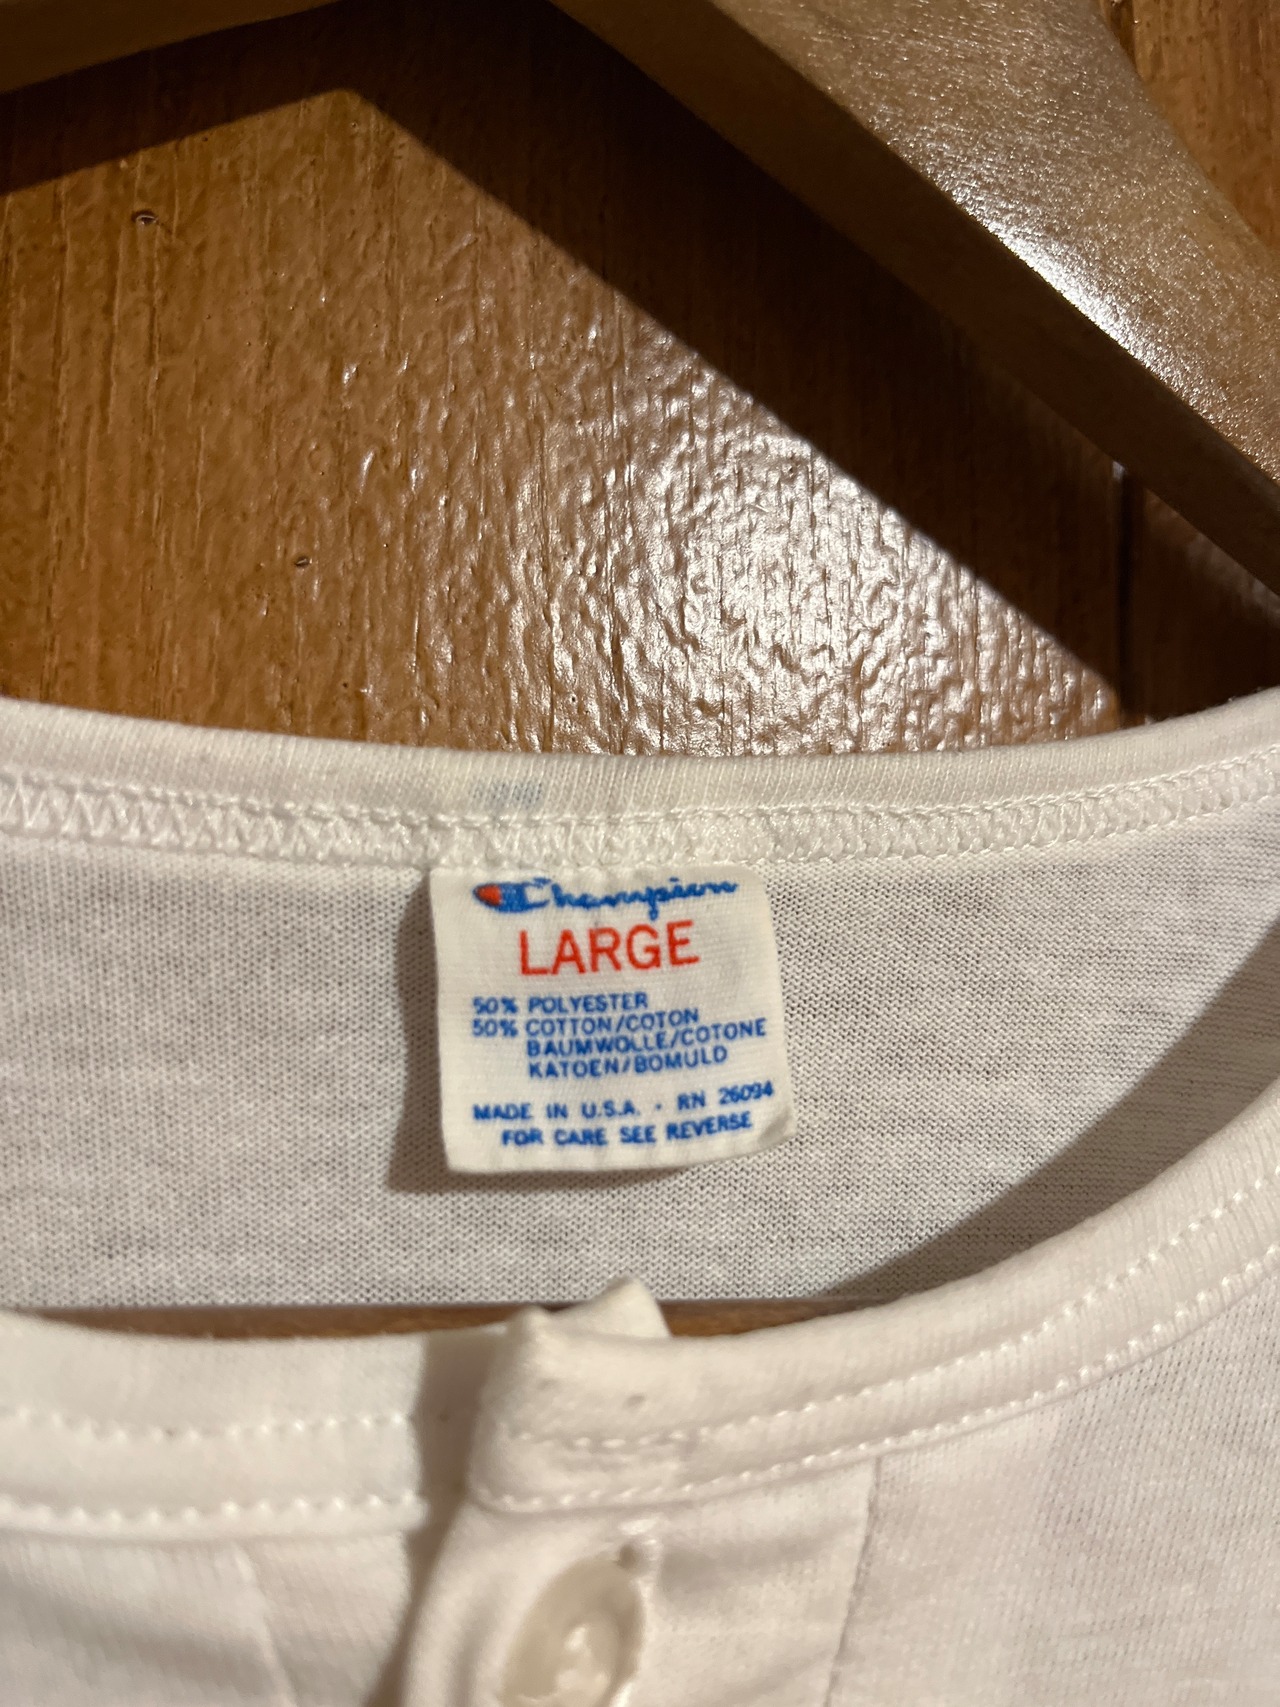 Champion
LARGE
50% POLYESTER
50% COTTON/COTON
BAUMWOLLE/COTONE
KATOEN/BOMULD
MADE IN U.S.A. · RN 26094
FOR CARE SEE REVERSE